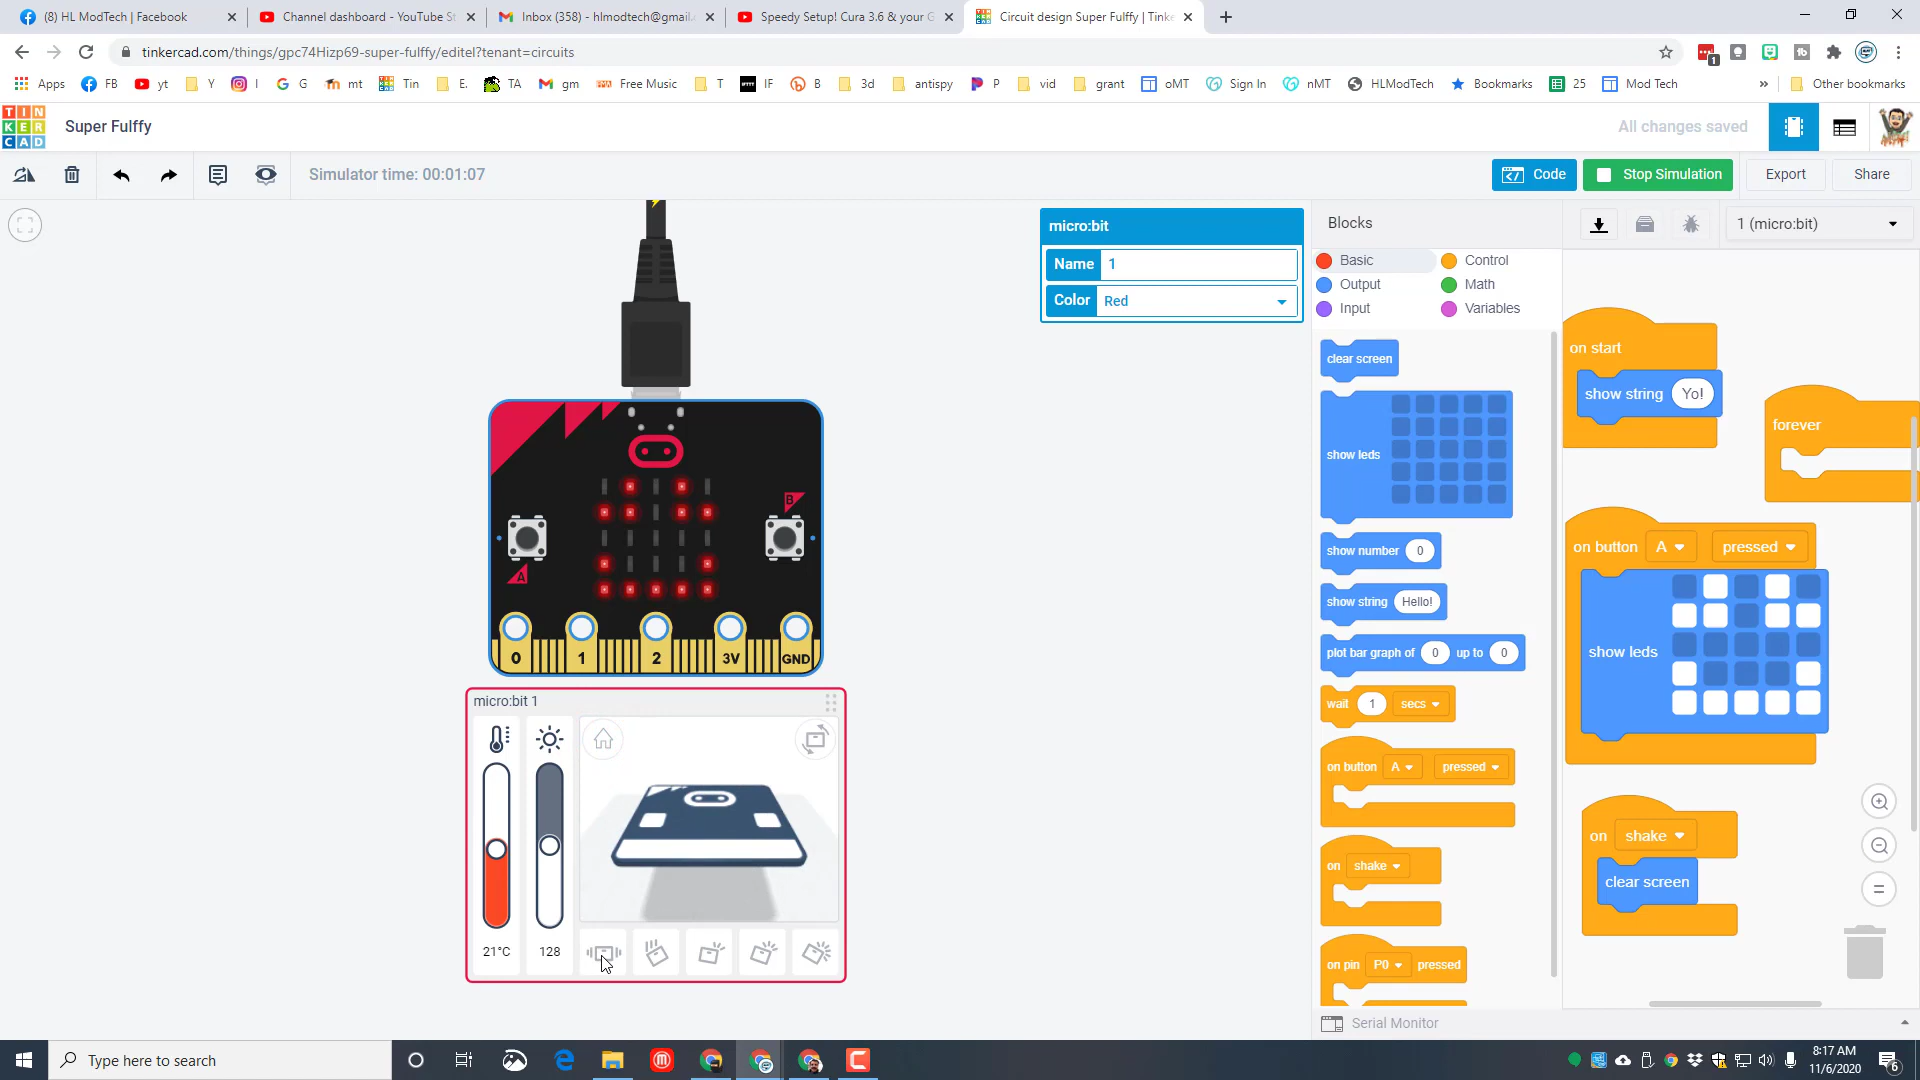 (8) HL ModTech | Facebook
Channel dashboard - YouTube St
Inbox (358) - hlmodtech@gmail.
Speedy Setup! Cura 3.6 & your G
Circuit design Super Fulffy | Tinke
tinkercad.com/things/gpc74Hizp69-super-fulffy/editel?tenant=circuits
Apps FB yt Y I G mt Tin E. TA gm Free Music T IF B 3d antispy P vid grant oMT Sign In nMT HLModTech Bookmarks 25 Mod Tech » Other bookmarks
TIN
KER
CAD
Super Fulffy
All changes saved
Simulator time: 00:01:07
Code
Stop Simulation
Export
Share
micro:bit
Name 1
Color Red
Blocks
1 (micro:bit)
Basic
Control
Output
Math
Input
Variables
clear screen
show leds
show number 0
show string Hello!
plot bar graph of 0 up to 0
wait 1 secs
on button A pressed
on shake
on pin P0 pressed
on start
show string Yo!
forever
on button A pressed
show leds
on shake
clear screen
B
A
0 1 2 3V GND
micro:bit 1
21°C
128
Serial Monitor
Type here to search
8:17 AM
11/6/2020
6